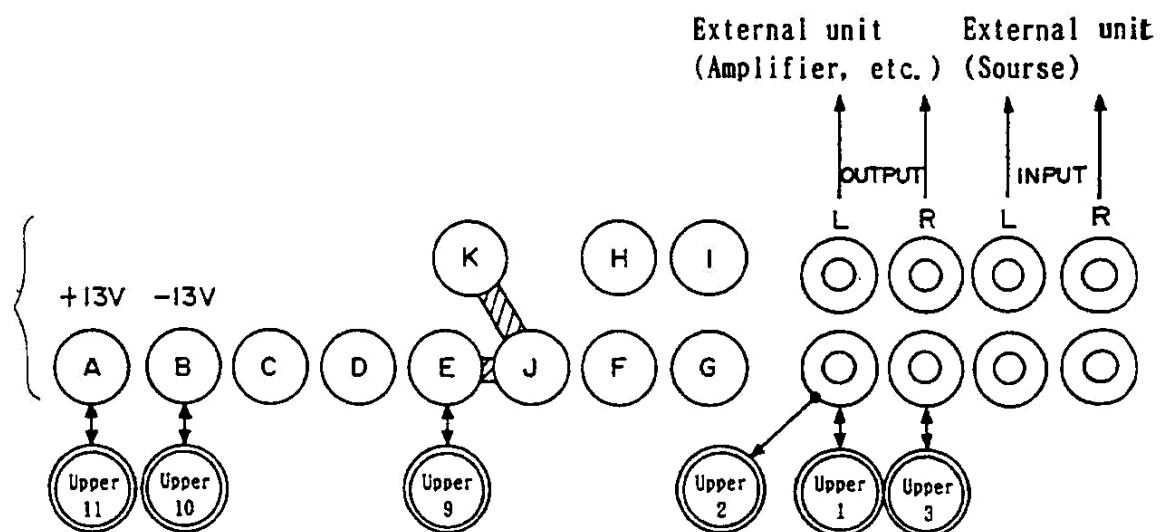 External unit External unit
(Amplifier, etc.) (Sourse)
OUTPUT INPUT
L R L R
K H I
+13V -13V
A B C D E J F G
Upper Upper Upper Upper Upper Upper
11 10 9 2 1 3